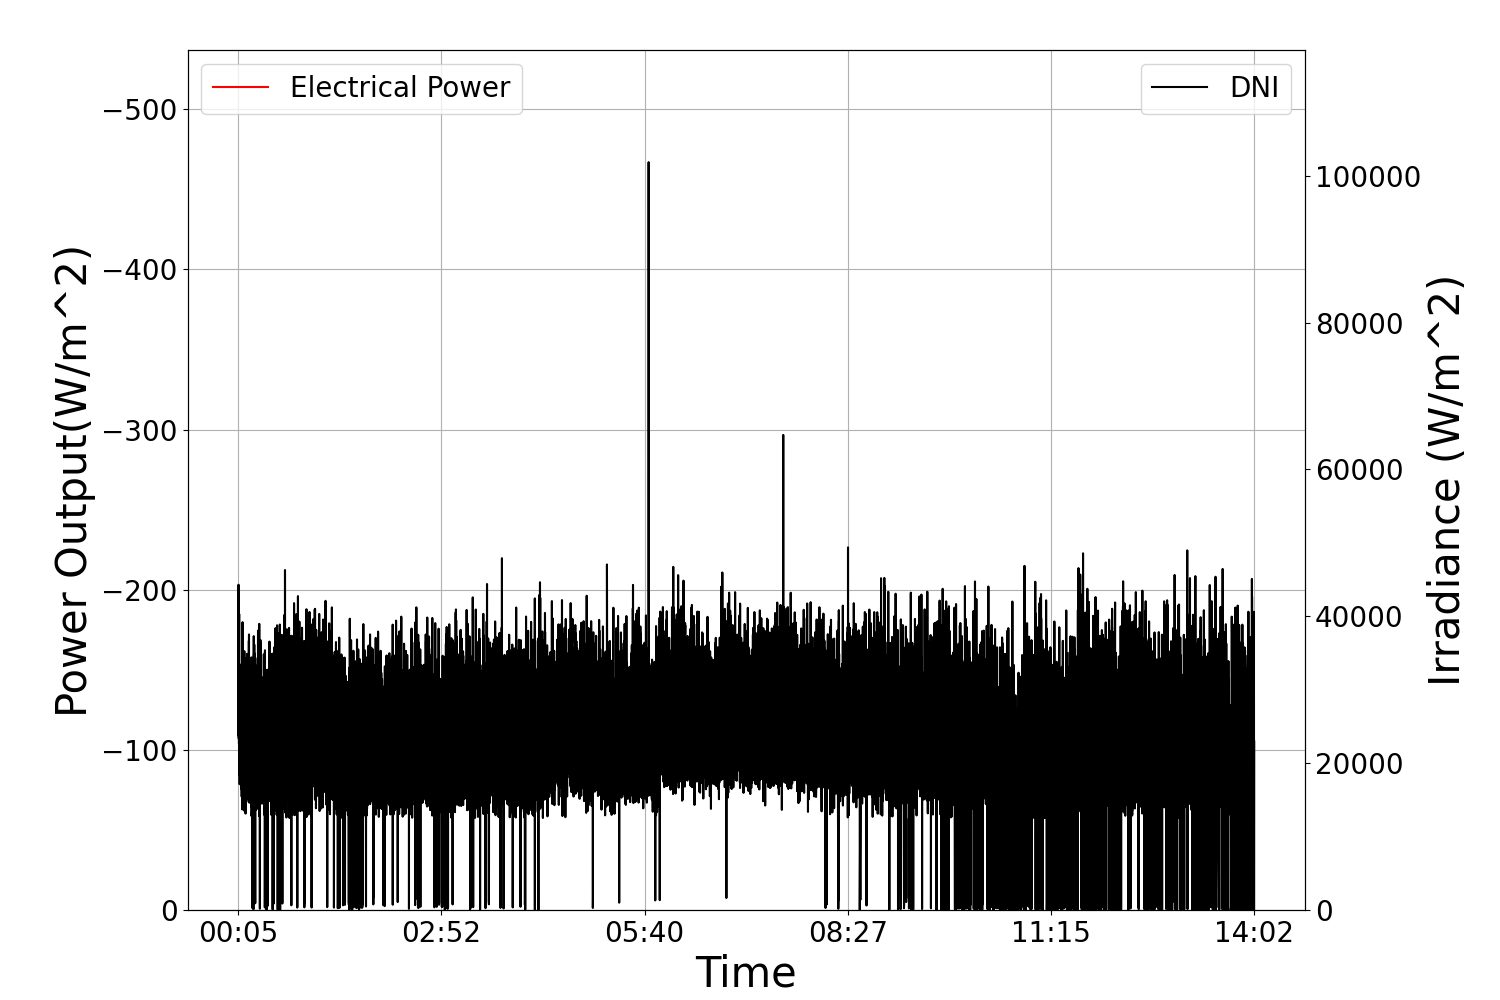 Electrical Power
DNI
Power Output(W/m^2)
−500
−400
−300
−200
−100
0
100000
80000
60000
40000
20000
0
Irradiance (W/m^2)
00:05 02:52 05:40 08:27 11:15 14:02
Time